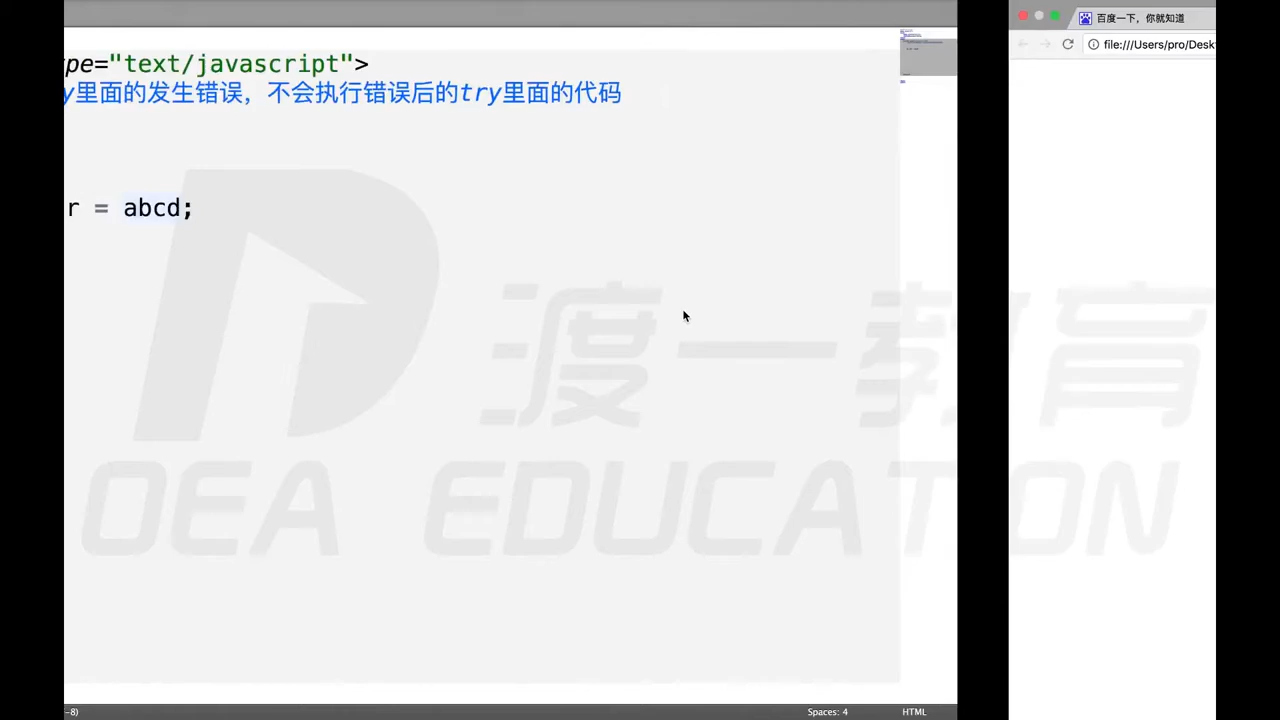 百度一下，你就知道
file:///Users/pro/Desk
ype="text/javascript">
y里面的发生错误，不会执行错误后的try里面的代码
r = abcd;
渡一教育
DEA EDUCATION
-8)
Spaces: 4
HTML